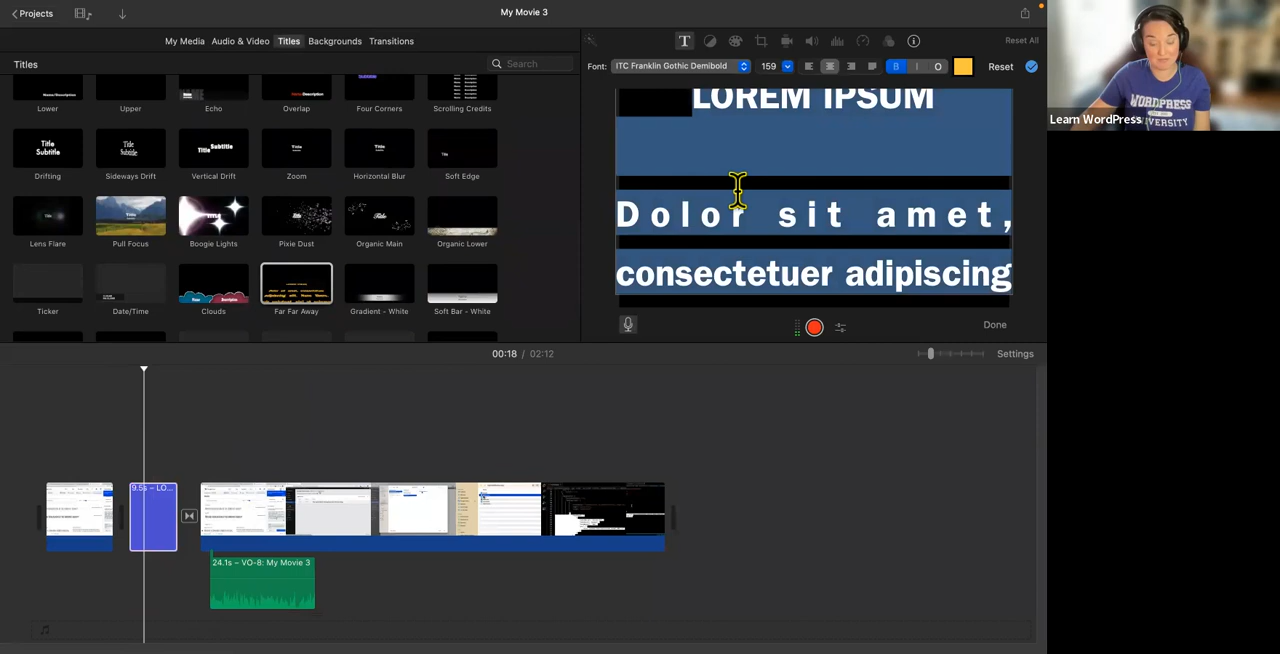 Projects
My Movie 3
My Media Audio & Video Titles Backgrounds Transitions
Reset All
Titles
Search
Font: ITC Franklin Gothic Demibold 159 B I O Reset
Lower Upper Echo Overlap Four Corners Scrolling Credits
Drifting Sideways Drift Vertical Drift Zoom Horizontal Blur Soft Edge
Lens Flare Pull Focus Boogie Lights Pixie Dust Organic Main Organic Lower
Ticker Date/Time Clouds Far Far Away Gradient - White Soft Bar - White
LOREM IPSUM
Dolor sit amet,
consectetuer adipiscing
Done
00:18 / 02:12
Settings
9.5s – LO...
24.1s – VO-8: My Movie 3
WORDPRESS
UNIVERSITY
Learn WordPress